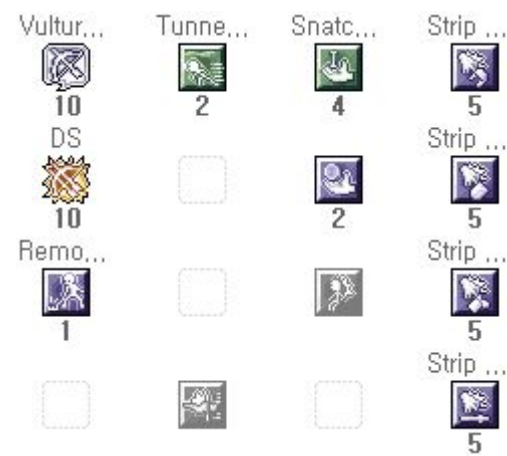 Vultur... Tunne... Snatc... Strip ...
10 2 4 5
DS Strip ...
10 2 5
Remo... Strip ...
1 5
Strip ...
5